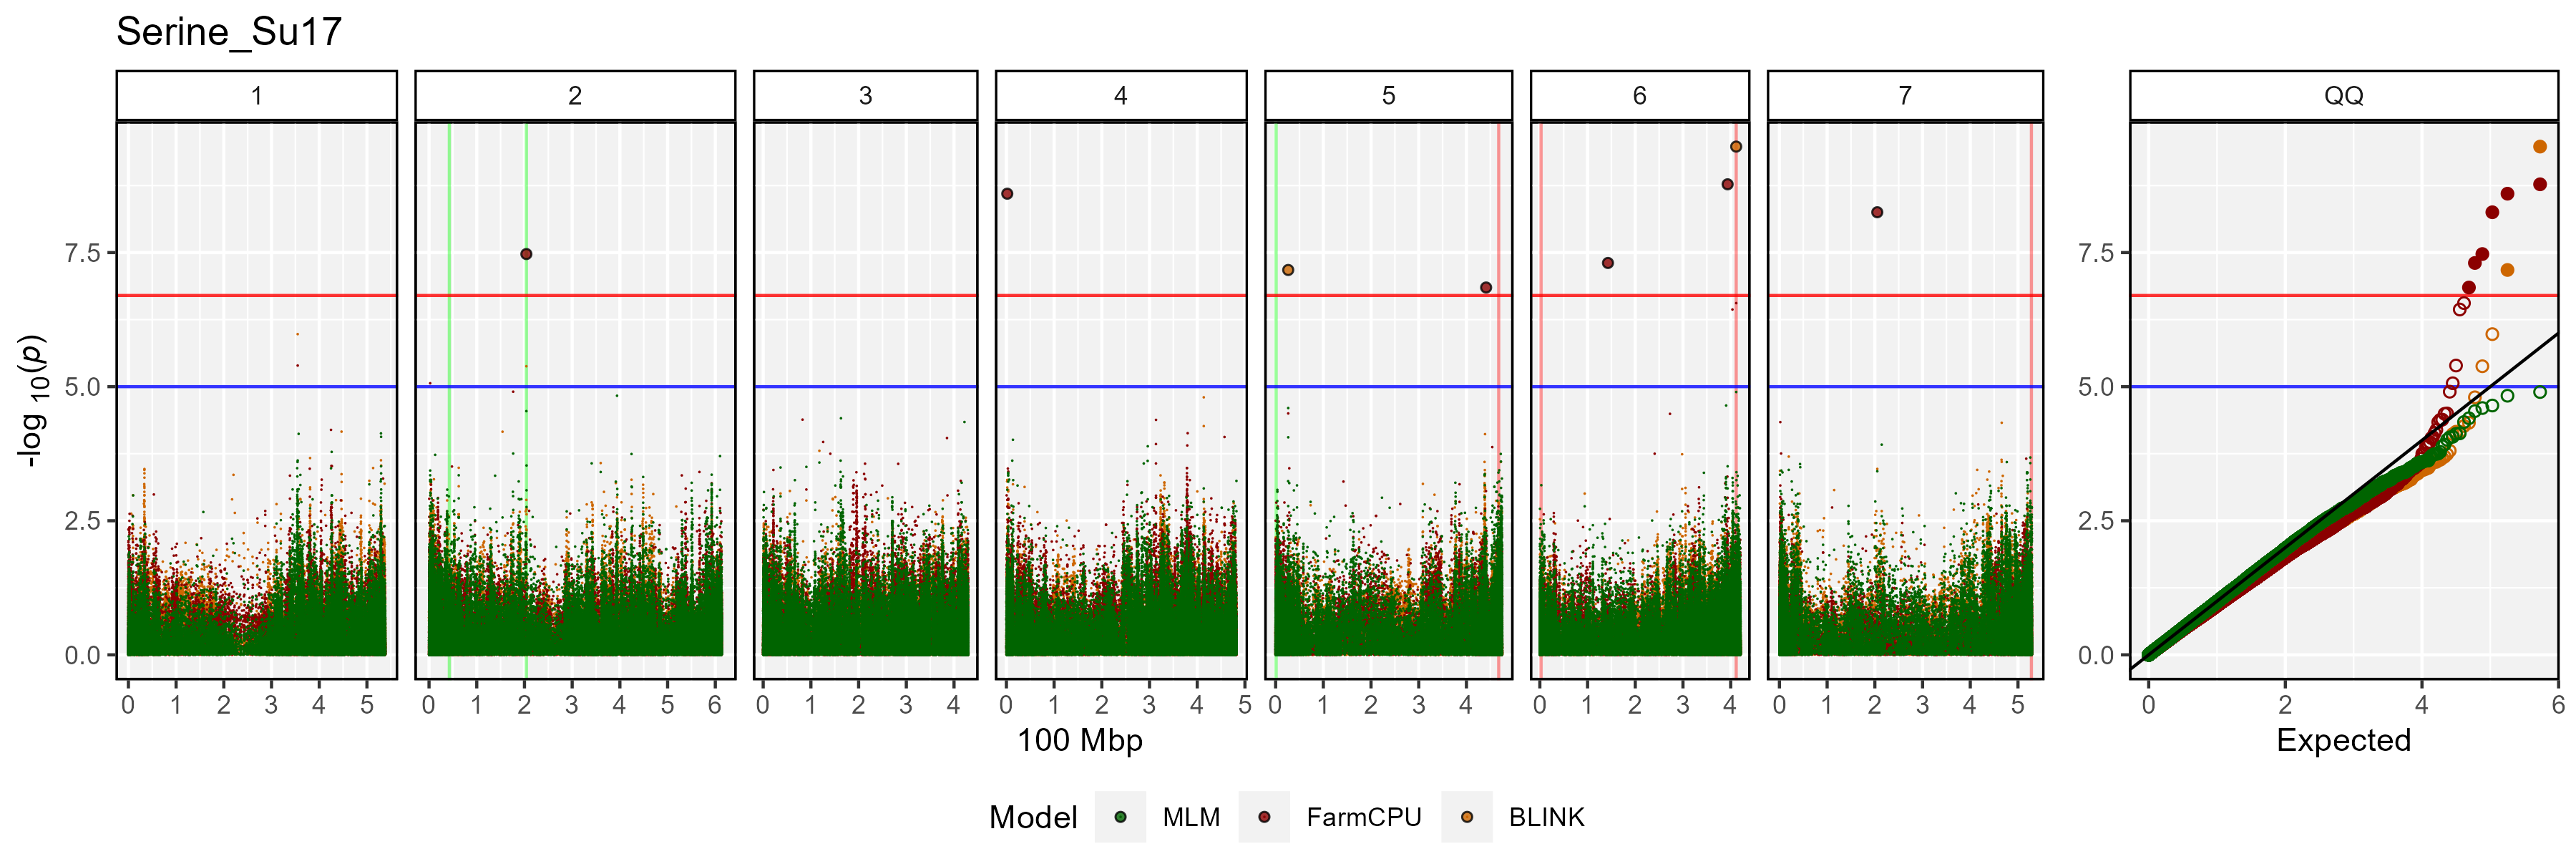 Serine_Su17
1 2 3 4 5 6 7 QQ
-log 10(p)
7.5 7.5
5.0 5.0
2.5 2.5
0.0 0.0
0 1 2 3 4 5 0 1 2 3 4 5 6 0 1 2 3 4 0 1 2 3 4 5 0 1 2 3 4 0 1 2 3 4 0 1 2 3 4 5 0 2 4 6
100 Mbp Expected
Model MLM FarmCPU BLINK